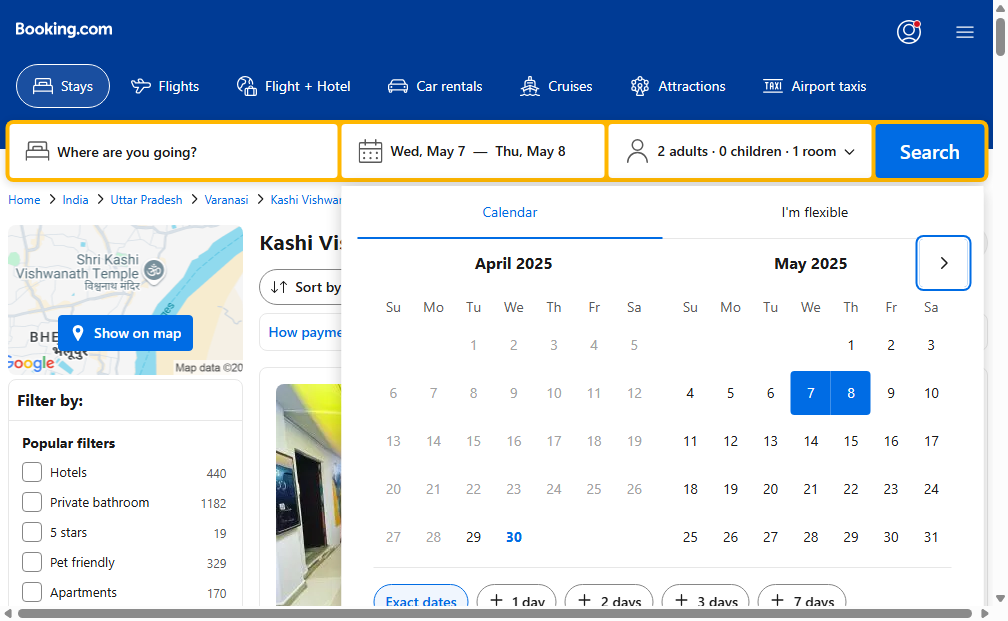 Booking.com
Stays
Flights
Flight + Hotel
Car rentals
Cruises
Attractions
TAXI
Airport taxis
Where are you going?
Wed, May 7 — Thu, May 8
2 adults · 0 children · 1 room
Search
Home > India > Uttar Pradesh > Varanasi > Kashi Vishwan
Shri Kashi
Vishwanath Temple
विश्वनाथ मंदिर
Show on map
BHE
Google
Map data ©20
Kashi Vi
Sort by
How payme
Filter by:
Popular filters
Hotels 440
Private bathroom 1182
5 stars 19
Pet friendly 329
Apartments 170
Calendar
I'm flexible
April 2025
Su Mo Tu We Th Fr Sa
1 2 3 4 5
6 7 8 9 10 11 12
13 14 15 16 17 18 19
20 21 22 23 24 25 26
27 28 29 30
May 2025
Su Mo Tu We Th Fr Sa
1 2 3
4 5 6 7 8 9 10
11 12 13 14 15 16 17
18 19 20 21 22 23 24
25 26 27 28 29 30 31
Exact dates
+ 1 day
+ 2 days
+ 3 days
+ 7 days